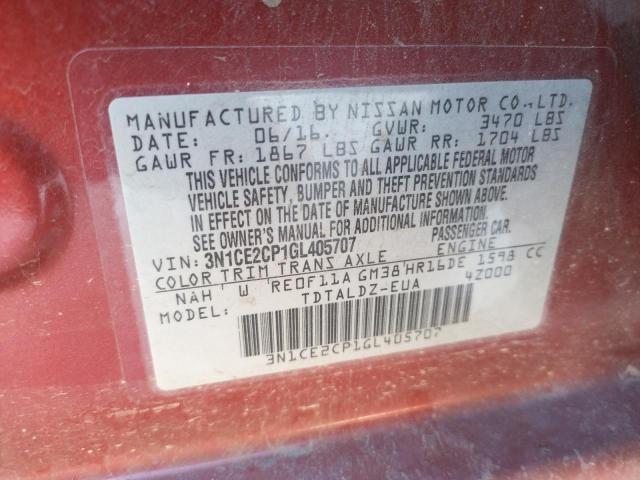 MANUFACTURED BY NISSAN MOTOR CO., LTD.
DATE: 06/16. GVWR: 3470 LBS
GAWR FR: 1867 LBS GAWR RR: 1704 LBS
THIS VEHICLE CONFORMS TO ALL APPLICABLE FEDERAL MOTOR
VEHICLE SAFETY, BUMPER AND THEFT PREVENTION STANDARDS
IN EFFECT ON THE DATE OF MANUFACTURE SHOWN ABOVE.
SEE OWNER'S MANUAL FOR ADDITIONAL INFORMATION.
VIN: 3N1CE2CP1GL405707 PASSENGER CAR.
COLOR TRIM TRANS AXLE ENGINE
NAH W RE0F11A GM38 HR16DE 1598 CC
MODEL: TDTALDZ-EUA 4Z000
3N1CE2CP1GL405707